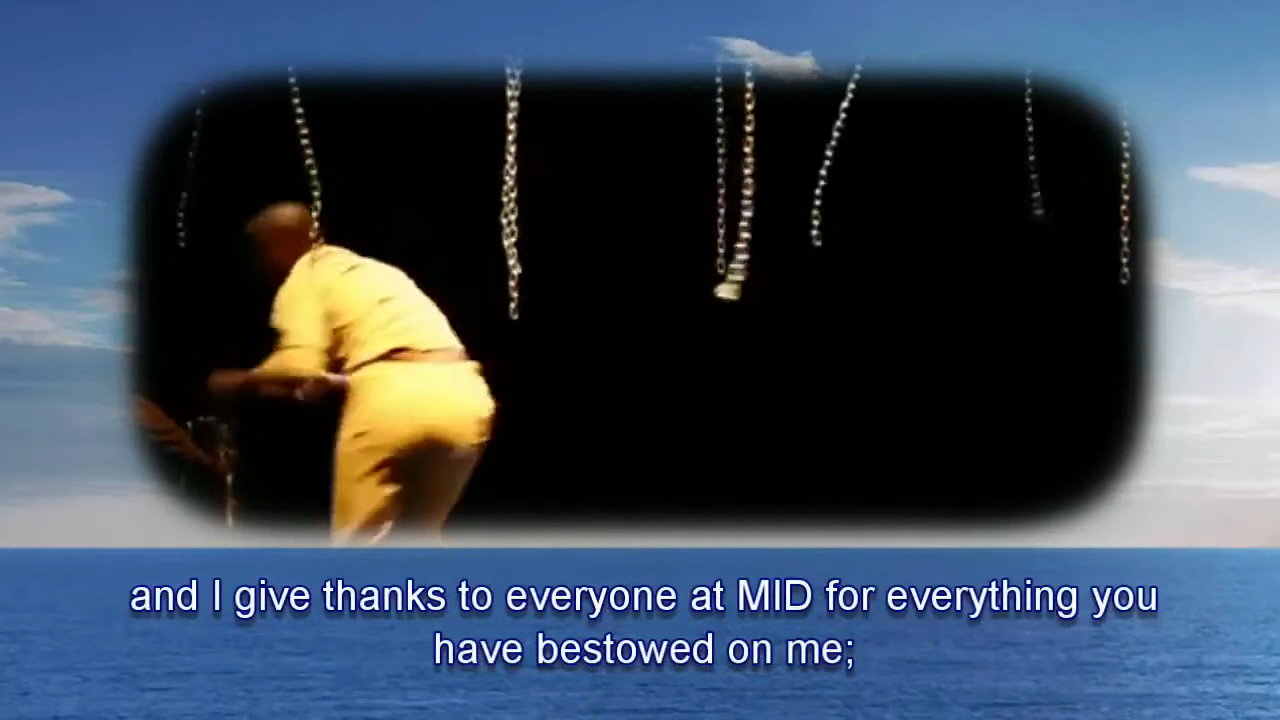 and I give thanks to everyone at MID for everything you
have bestowed on me;